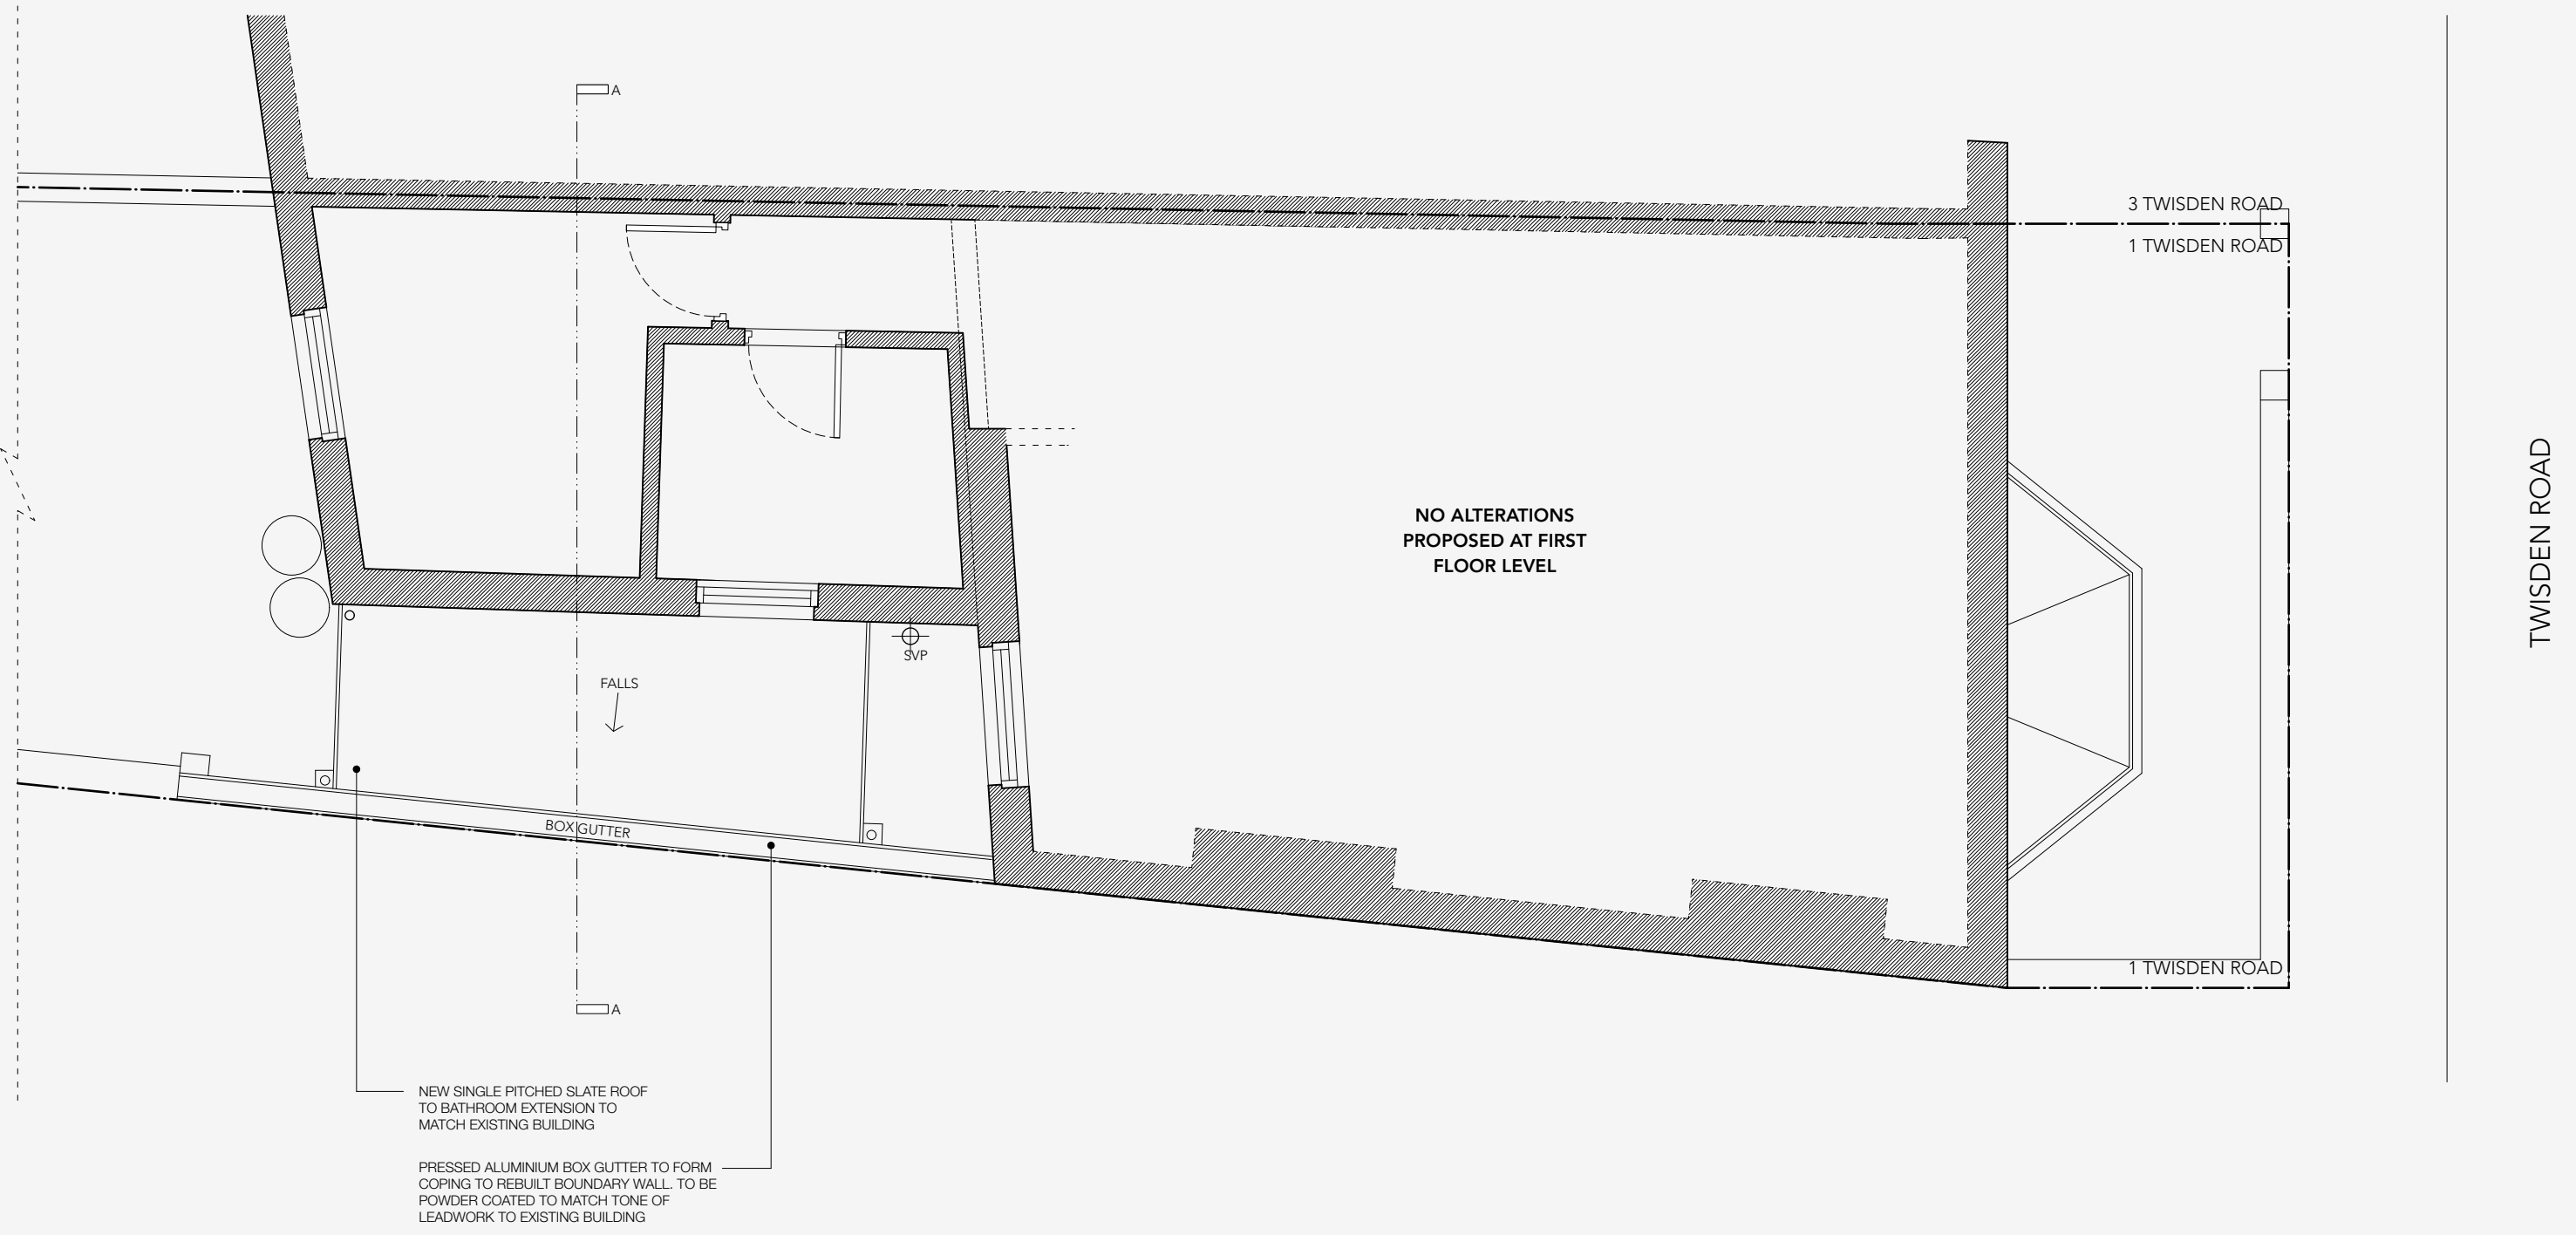 A
3 TWISDEN ROAD
1 TWISDEN ROAD
TWISDEN ROAD
NO ALTERATIONS
PROPOSED AT FIRST
FLOOR LEVEL
SVP
FALLS
BOX GUTTER
1 TWISDEN ROAD
A
NEW SINGLE PITCHED SLATE ROOF
TO BATHROOM EXTENSION TO
MATCH EXISTING BUILDING
PRESSED ALUMINIUM BOX GUTTER TO FORM
COPING TO REBUILT BOUNDARY WALL. TO BE
POWDER COATED TO MATCH TONE OF
LEADWORK TO EXISTING BUILDING